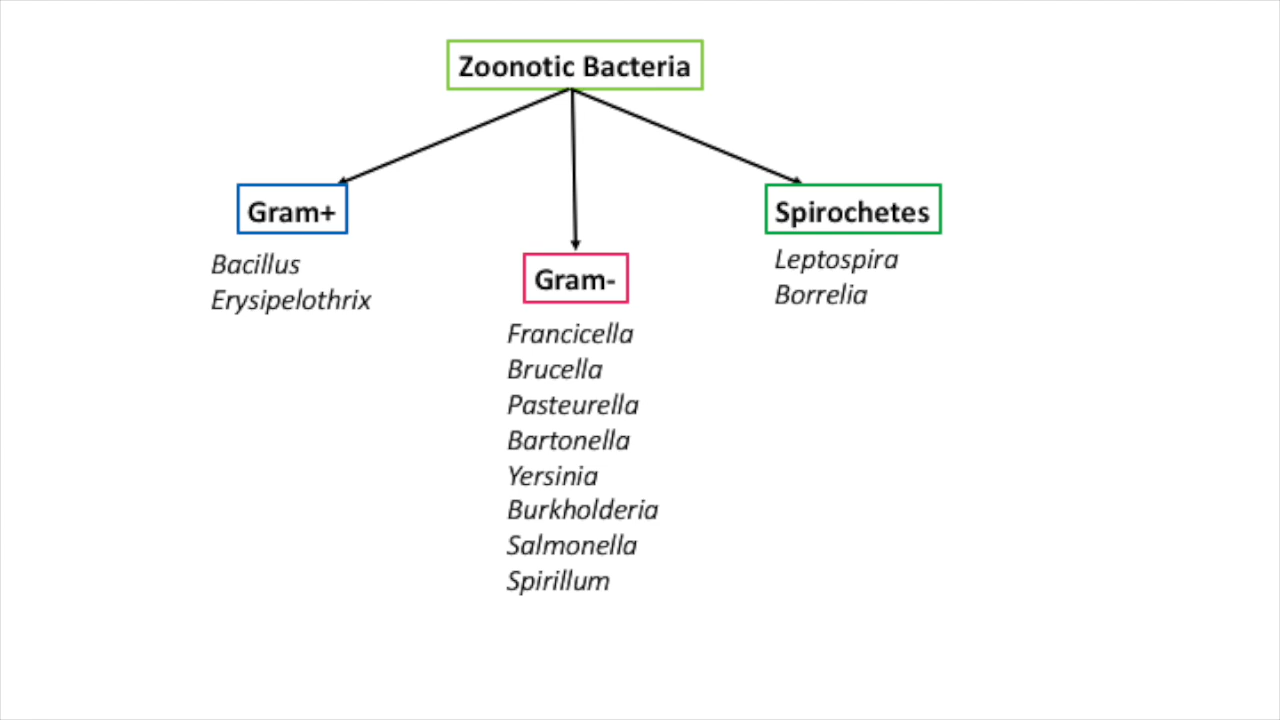 Zoonotic Bacteria
Gram+
Bacillus
Erysipelothrix
Gram-
Francicella
Brucella
Pasteurella
Bartonella
Yersinia
Burkholderia
Salmonella
Spirillum
Spirochetes
Leptospira
Borrelia